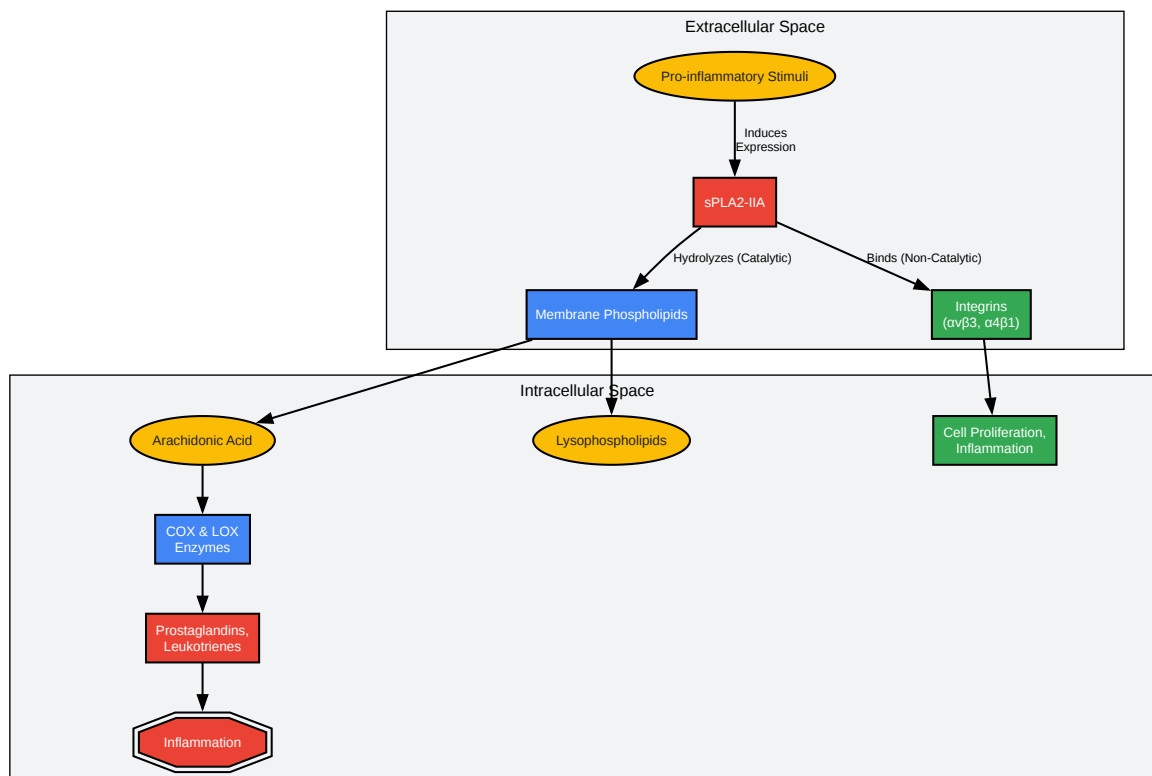 Extracellular Space
Pro-inflammatory Stimuli
Induces
Expression
sPLA2-IIA
Hydrolyzes (Catalytic)
Binds (Non-Catalytic)
Membrane Phospholipids
Integrins
(αvβ3, α4β1)
Intracellular Space
Arachidonic Acid
Lysophospholipids
Cell Proliferation,
Inflammation
COX & LOX
Enzymes
Prostaglandins,
Leukotrienes
Inflammation